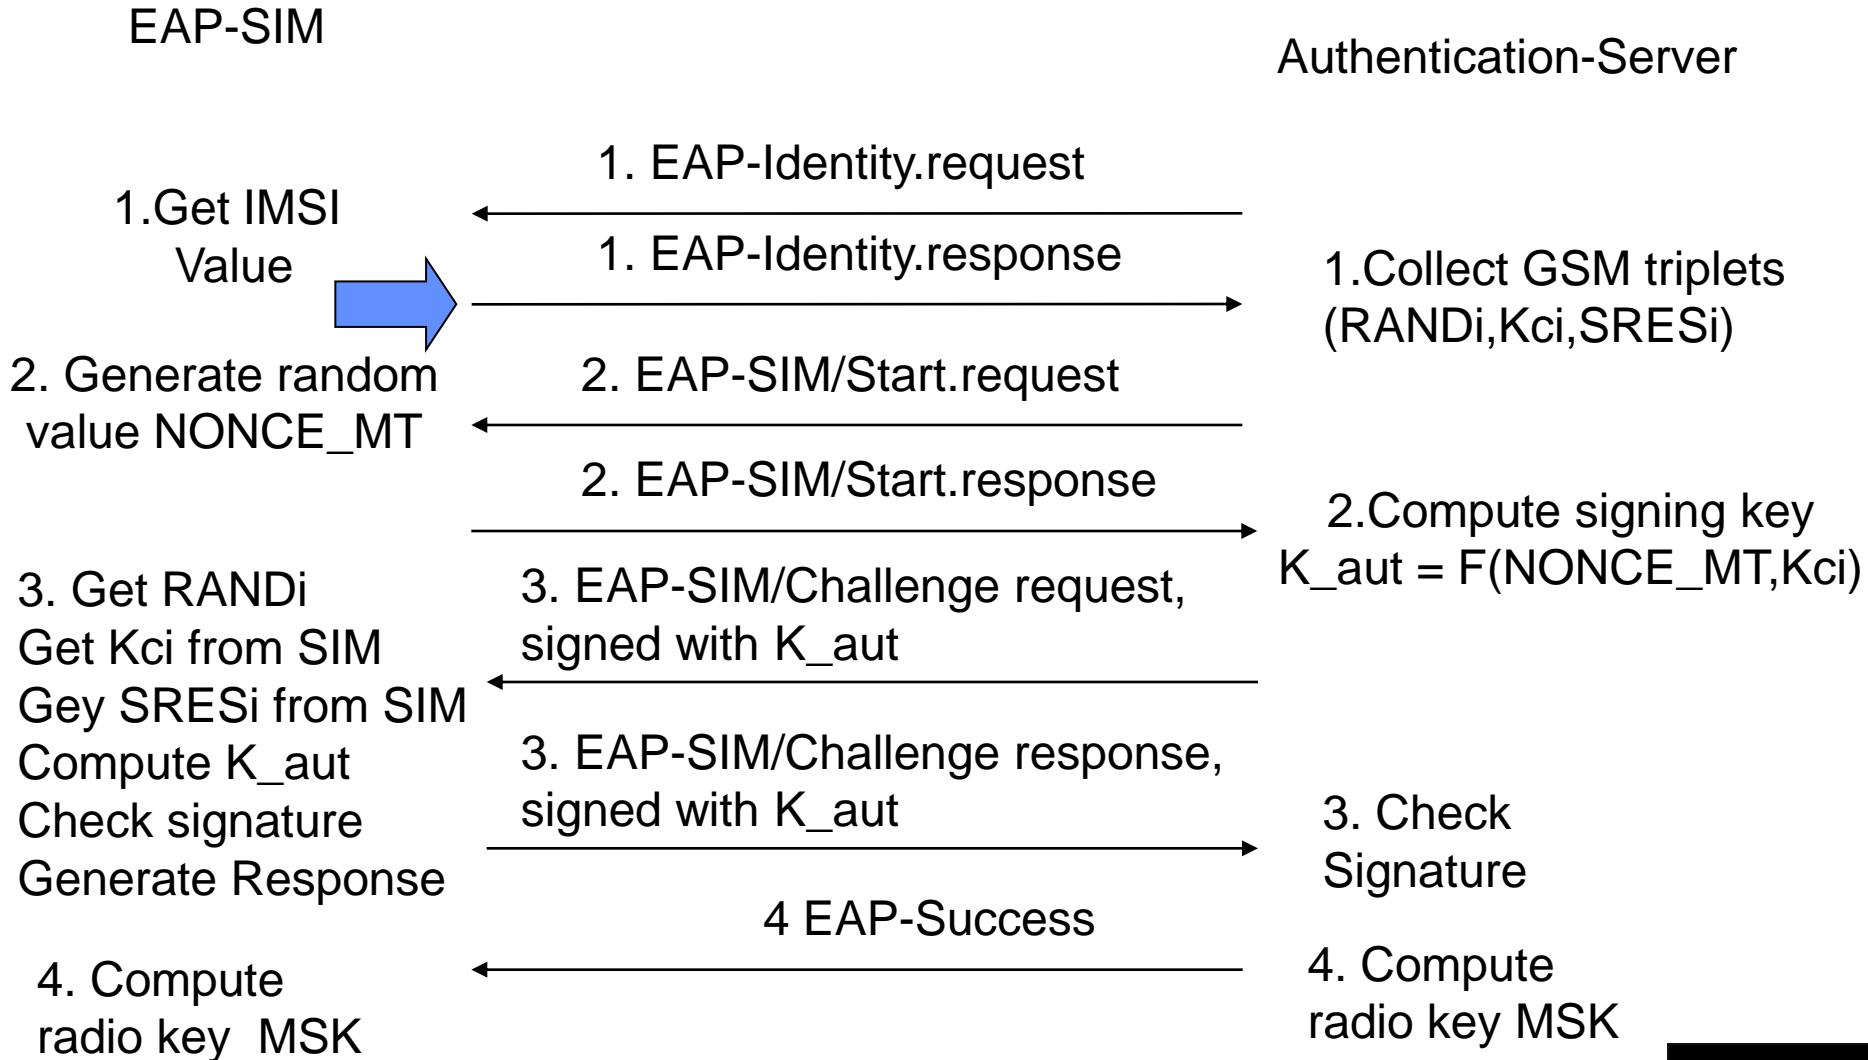 EAP-SIM
Authentication-Server
1. EAP-Identity.request
1.Get IMSI
Value
1. EAP-Identity.response
1.Collect GSM triplets
(RANDi,Kci,SRESi)
2. Generate random
value NONCE_MT
2. EAP-SIM/Start.request
2. EAP-SIM/Start.response
2.Compute signing key
K_aut = F(NONCE_MT,Kci)
3. EAP-SIM/Challenge request,
signed with K_aut
3. Get RANDi
Get Kci from SIM
Gey SRESi from SIM
Compute K_aut
Check signature
Generate Response
3. EAP-SIM/Challenge response,
signed with K_aut
3. Check
Signature
4 EAP-Success
4. Compute
radio key  MSK
4. Compute
radio key MSK